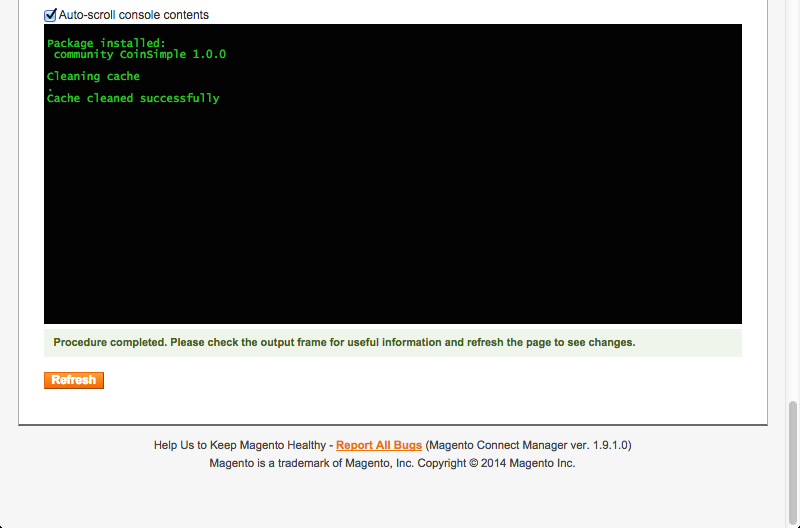 Auto-scroll console contents
Package installed:
community CoinSimple 1.0.0
Cleaning cache
.
Cache cleaned successfully
Procedure completed. Please check the output frame for useful information and refresh the page to see changes.
Refresh
Help Us to Keep Magento Healthy - Report All Bugs (Magento Connect Manager ver. 1.9.1.0)
Magento is a trademark of Magento, Inc. Copyright © 2014 Magento Inc.